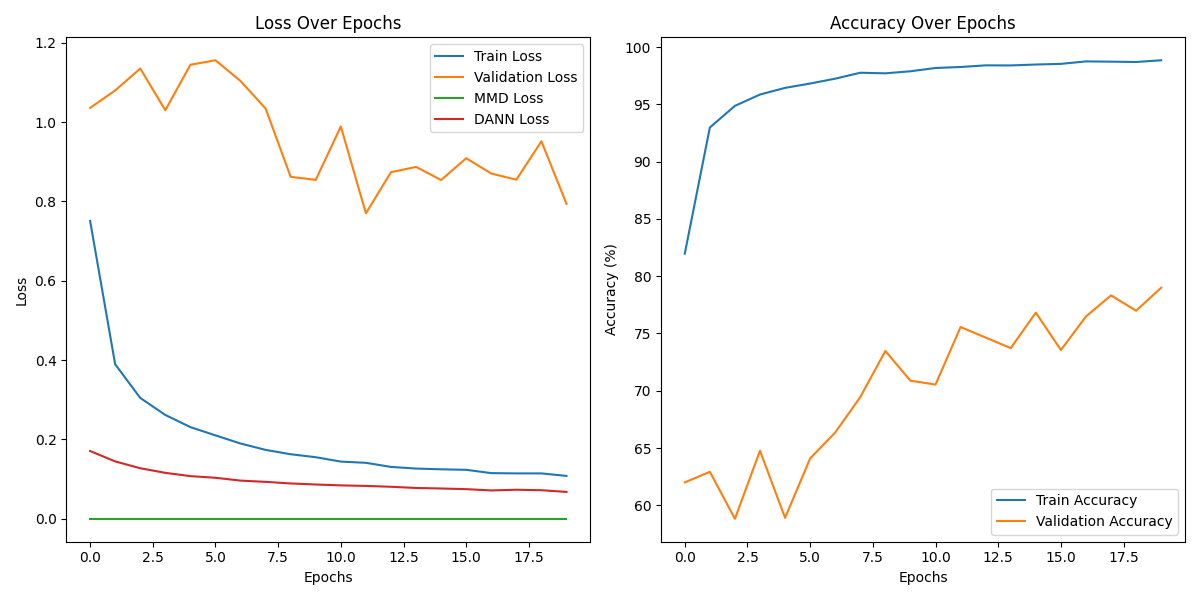 Loss Over Epochs
1.2
1.0
0.8
0.6
0.4
0.2
0.0
Loss
Train Loss
Validation Loss
MMD Loss
DANN Loss
0.0 2.5 5.0 7.5 10.0 12.5 15.0 17.5
Epochs
Accuracy Over Epochs
100
95
90
85
80
75
70
65
60
Accuracy (%)
Train Accuracy
Validation Accuracy
0.0 2.5 5.0 7.5 10.0 12.5 15.0 17.5
Epochs